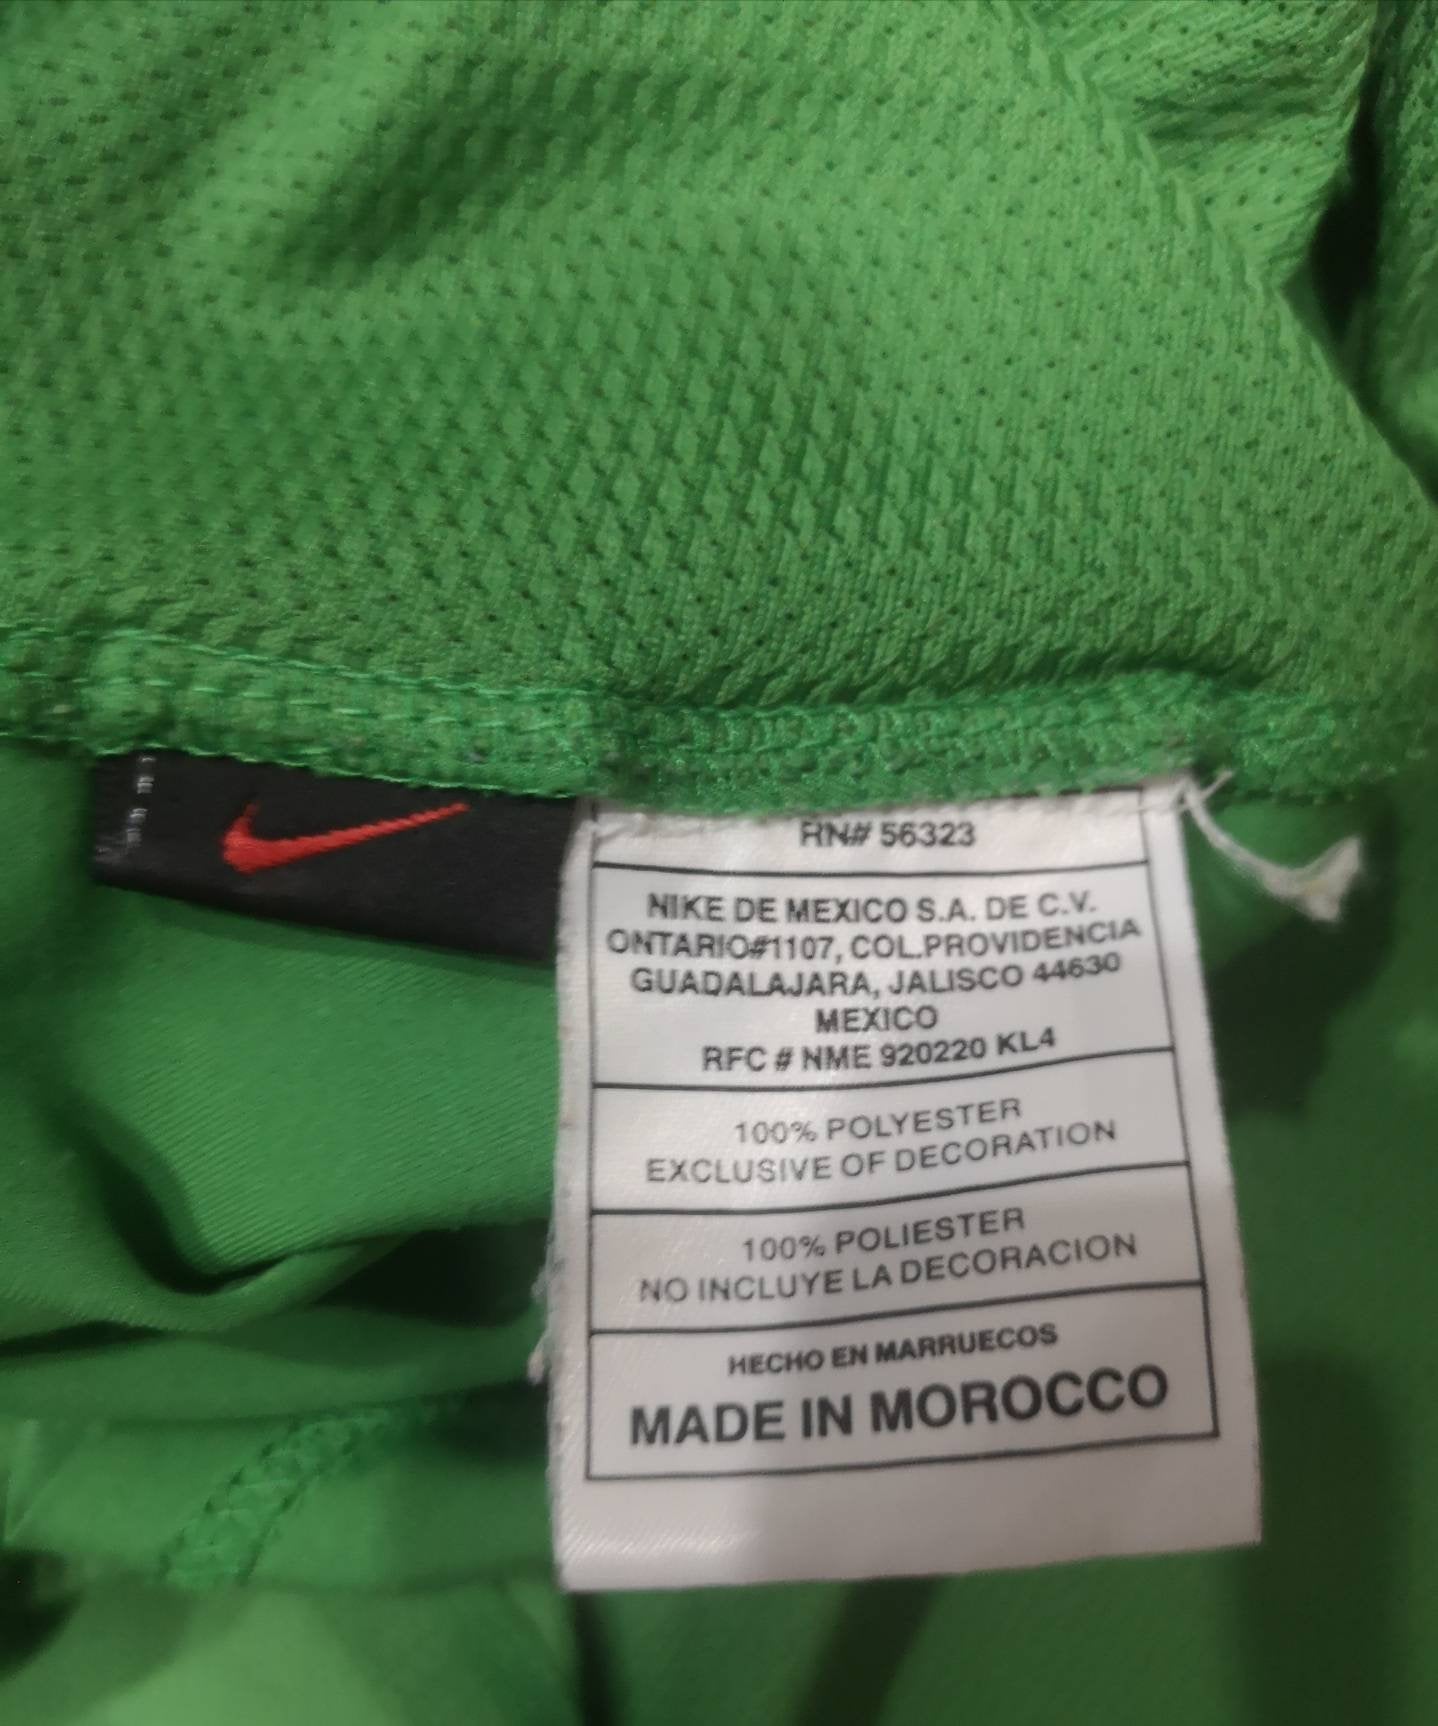 RN# 56323
NIKE DE MEXICO S.A. DE C.V.
ONTARIO#1107, COL.PROVIDENCIA
GUADALAJARA, JALISCO 44630
MEXICO
RFC # NME 920220 KL4
100% POLYESTER
EXCLUSIVE OF DECORATION
100% POLIESTER
NO INCLUYE LA DECORACION
HECHO EN MARRUECOS
MADE IN MOROCCO